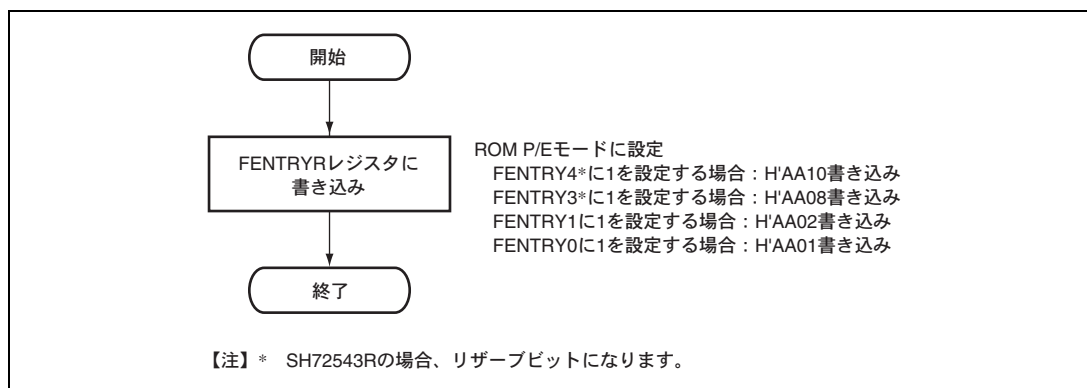 開始
FENTRYRレジスタに
書き込み
ROM P/Eモードに設定
FENTRY4*に1を設定する場合：H'AA10書き込み
FENTRY3*に1を設定する場合：H'AA08書き込み
FENTRY1に1を設定する場合：H'AA02書き込み
FENTRY0に1を設定する場合：H'AA01書き込み
終了
【注】* SH72543Rの場合、リザーブビットになります。